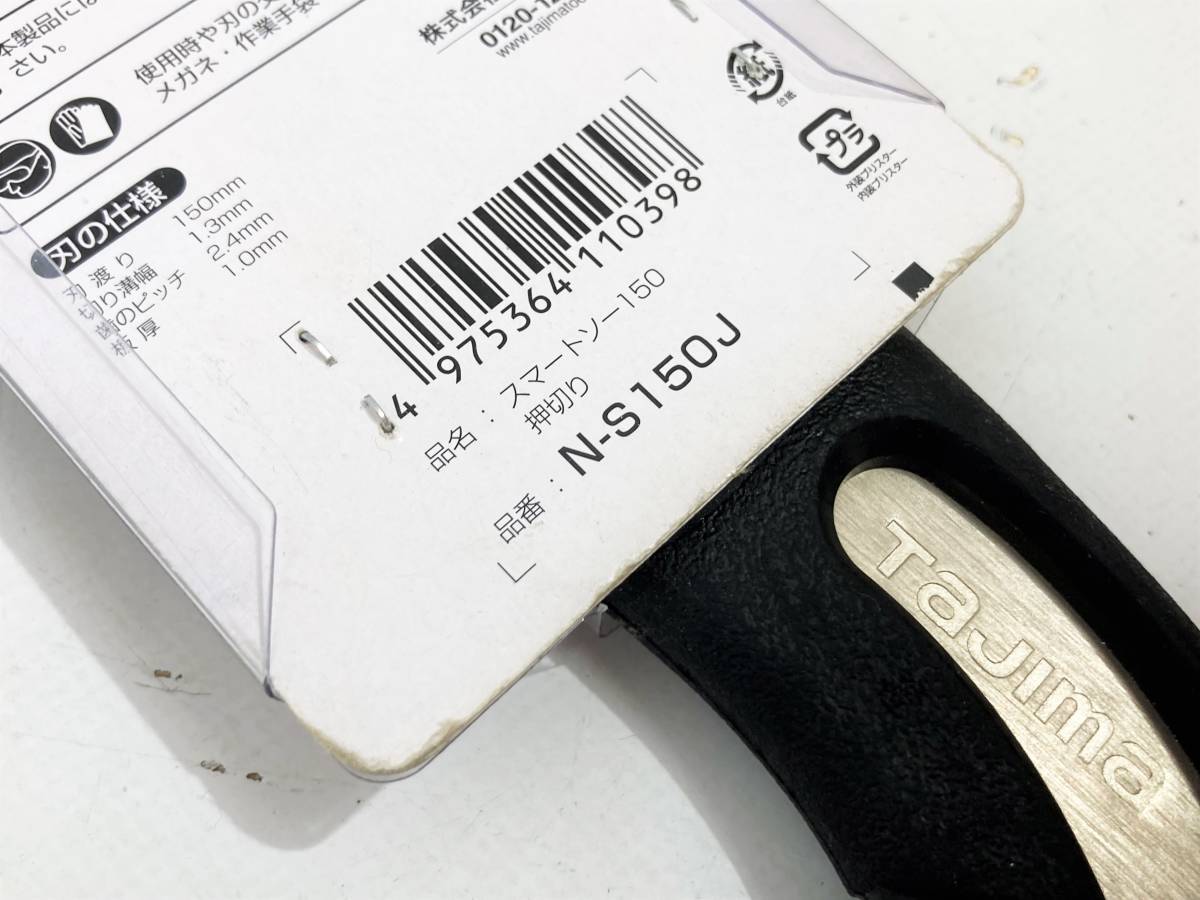 本製品には
さい。
使用時や刃の
メガネ・作業手袋
株式会
0120-12
www.tajimatoo
刃の仕様
刃渡り 150mm
切り溝幅 1.3mm
歯のピッチ 2.4mm
板厚 1.0mm
4 975364 110398
品名：スマートソー150
押切り
品番：N-S150J
紙
台紙
プラ
外装ブリスター
内装ブリスター
Tajima